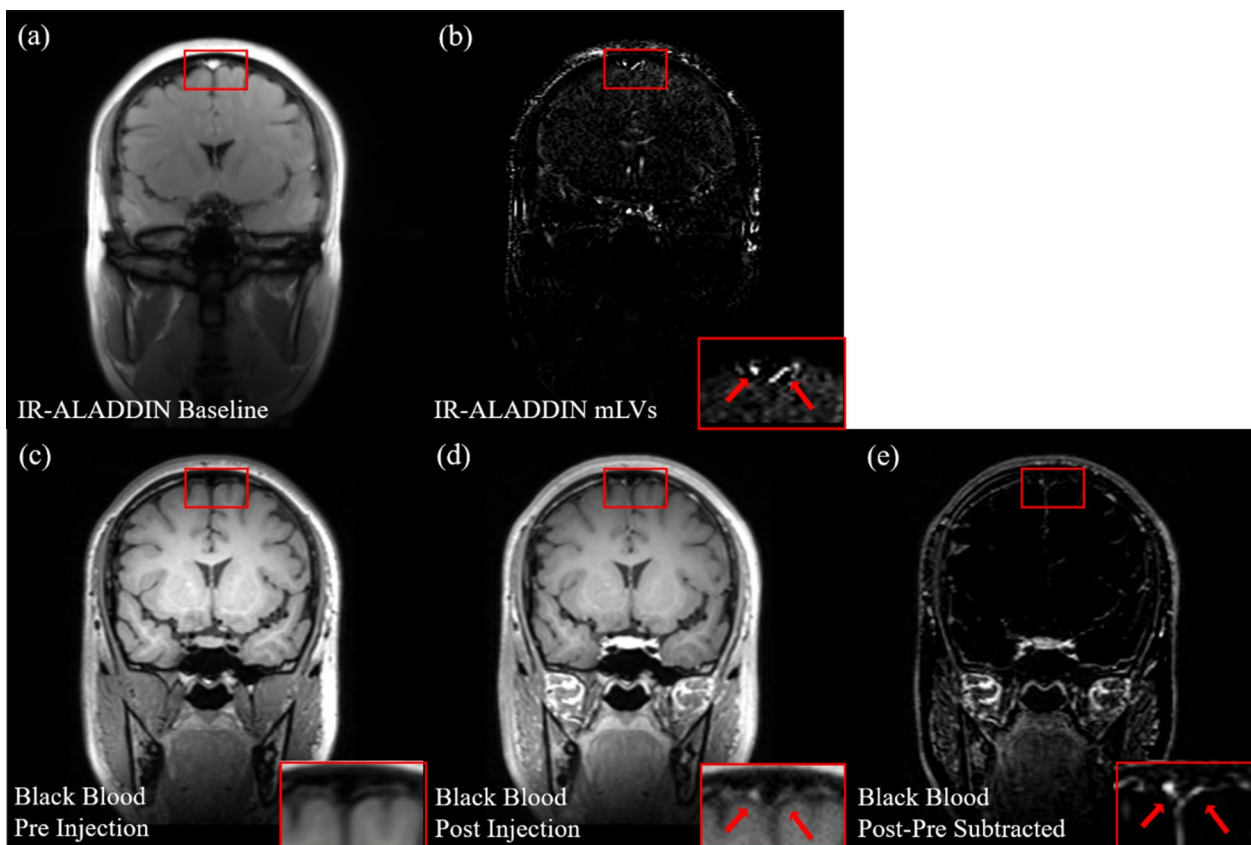 (a)
(b)
IR-ALADDIN Baseline
IR-ALADDIN mLVs
(c)
(d)
(e)
Black Blood
Pre Injection
Black Blood
Post Injection
Black Blood
Post-Pre Subtracted